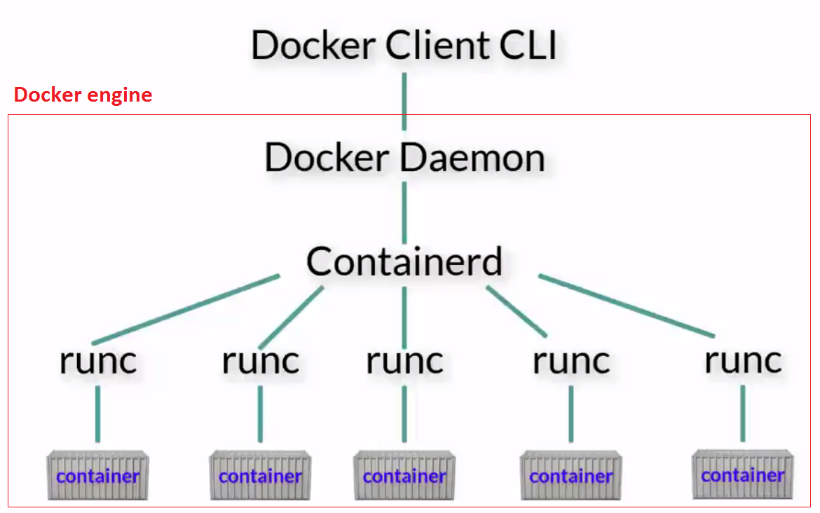 Docker Client CLI
Docker engine
Docker Daemon
Containerd
runc runc runc runc runc
container container container container container